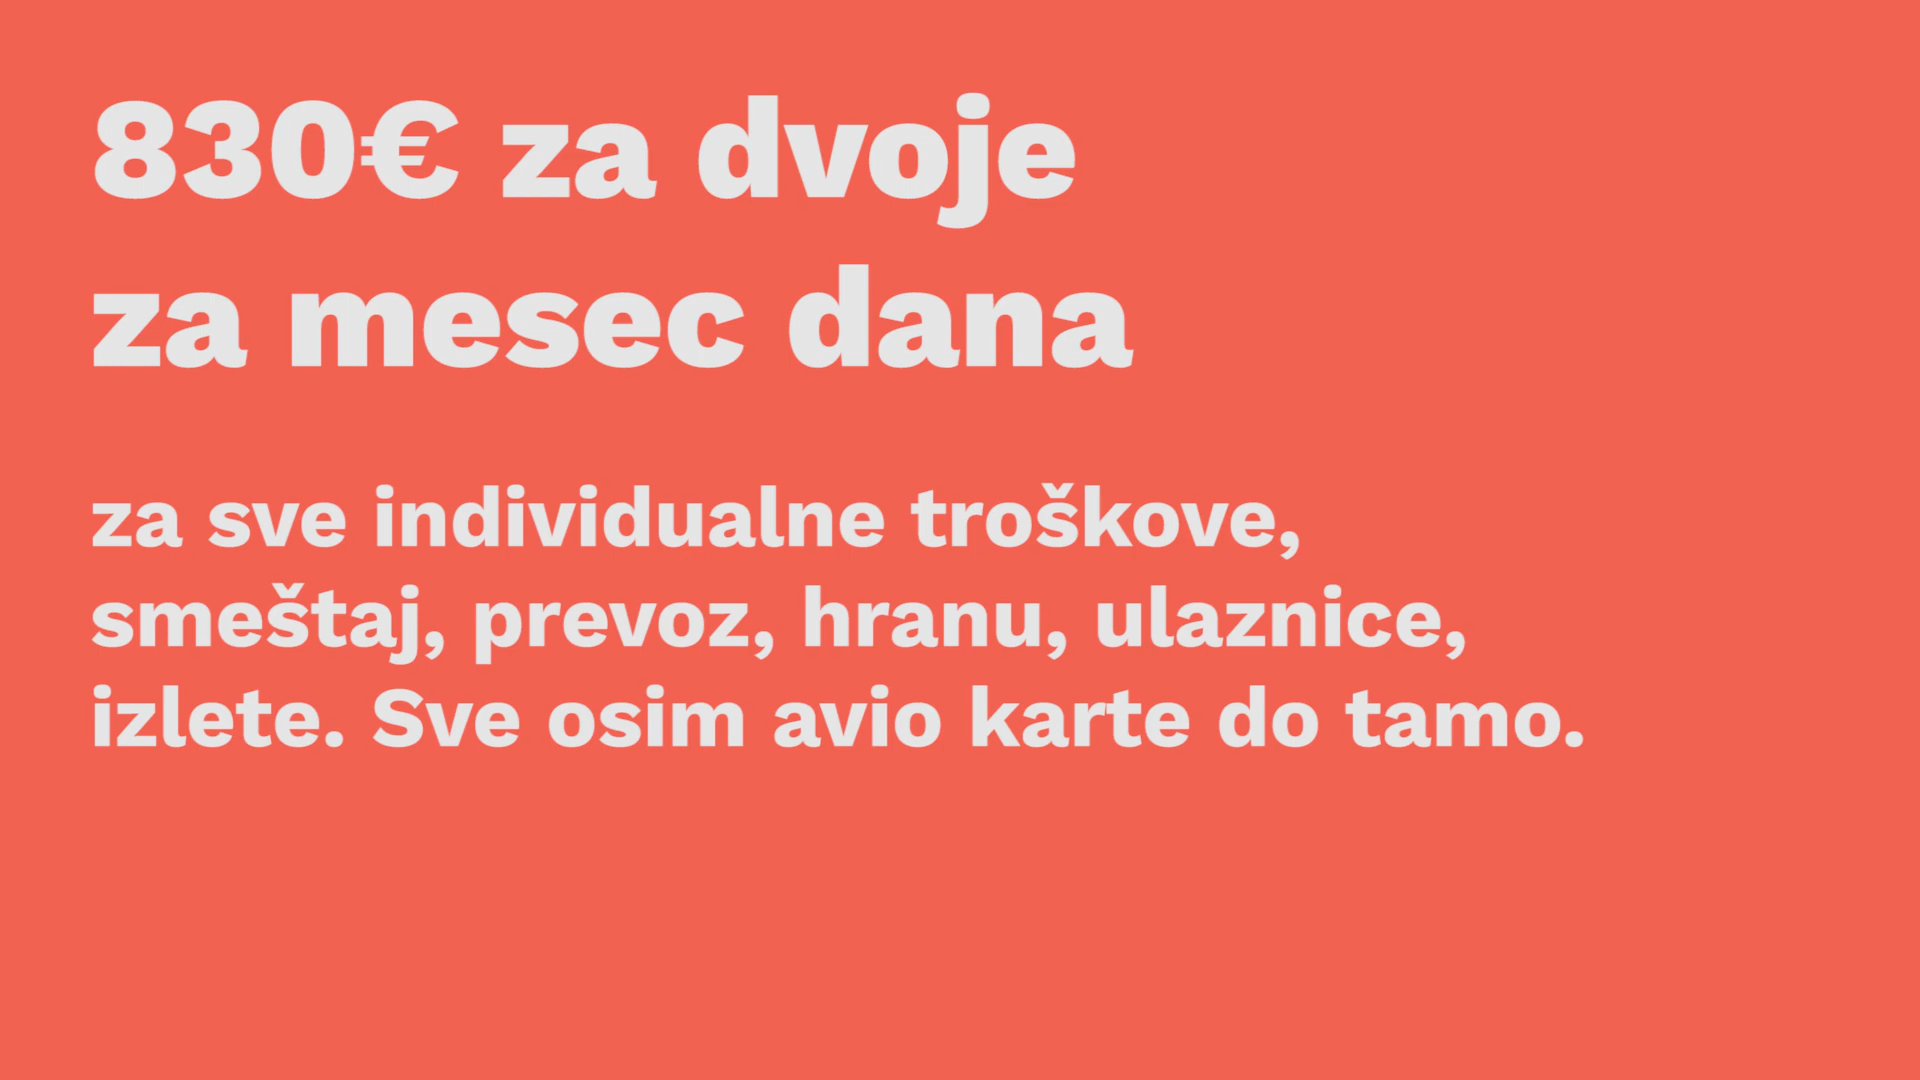 830€ za dvoje
za mesec dana
za sve individualne troškove,
smeštaj, prevoz, hranu, ulaznice,
izlete. Sve osim avio karte do tamo.